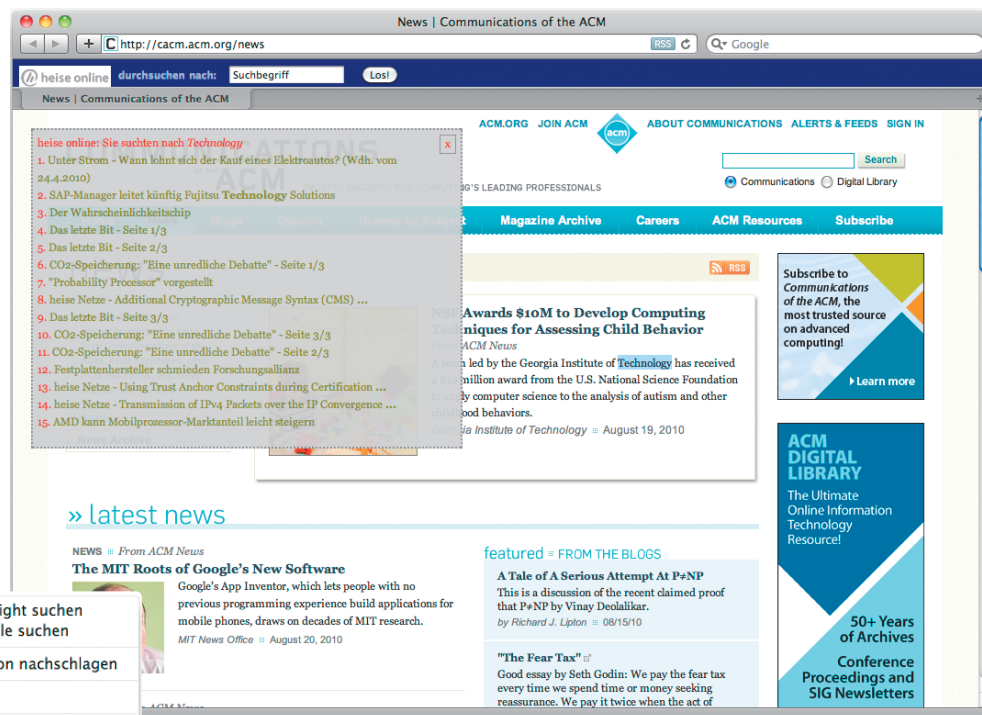 News | Communications of the ACM
http://cacm.acm.org/news
RSS
Google
heise online durchsuchen nach: Suchbegriff Los!
News | Communications of the ACM
ACM.ORG JOIN ACM acm ABOUT COMMUNICATIONS ALERTS & FEEDS SIGN IN
Search
Communications Digital Library
COMMUNICATIONS
OF THE
ACM
'S LEADING PROFESSIONALS
Magazine Archive Careers ACM Resources Subscribe
heise online: Sie suchten nach Technology x
1. Unter Strom - Wann lohnt sich der Kauf eines Elektroautos? (Wdh. vom
24.4.2010)
2. SAP-Manager leitet künftig Fujitsu Technology Solutions
3. Der Wahrscheinlichkeitschip
4. Das letzte Bit - Seite 1/3
5. Das letzte Bit - Seite 2/3
6. CO2-Speicherung: "Eine unredliche Debatte" - Seite 1/3
7. "Probability Processor" vorgestellt
8. heise Netze - Additional Cryptographic Message Syntax (CMS) ...
9. Das letzte Bit - Seite 3/3
10. CO2-Speicherung: "Eine unredliche Debatte" - Seite 3/3
11. CO2-Speicherung: "Eine unredliche Debatte" - Seite 2/3
12. Festplattenhersteller schmieden Forschungsallianz
13. heise Netze - Using Trust Anchor Constraints during Certification ...
14. heise Netze - Transmission of IPv4 Packets over the IP Convergence ...
15. AMD kann Mobilprozessor-Marktanteil leicht steigern
News Archive
RSS
NSF Awards $10M to Develop Computing
Techniques for Assessing Child Behavior
From ACM News
A team led by the Georgia Institute of Technology has received
a $10 million award from the U.S. National Science Foundation
to apply computer science to the analysis of autism and other
childhood behaviors.
Georgia Institute of Technology August 19, 2010
Subscribe to
Communications
of the ACM, the
most trusted source
on advanced
computing!
Learn more
» latest news
NEWS From ACM News
The MIT Roots of Google's New Software
Google's App Inventor, which lets people with no
previous programming experience build applications for
mobile phones, draws on decades of MIT research.
MIT News Office August 20, 2010
ACM News
featured FROM THE BLOGS
A Tale of A Serious Attempt At P≠NP
This is a discussion of the recent claimed proof
that P≠NP by Vinay Deolalikar.
by Richard J. Lipton 08/15/10
"The Fear Tax"
Good essay by Seth Godin: We pay the fear tax
every time we spend time or money seeking
reassurance. We pay it twice when the act of
ACM
DIGITAL
LIBRARY
The Ultimate
Online Information
Technology
Resource!
50+ Years
of Archives
Conference
Proceedings and
SIG Newsletters
ight suchen
le suchen
on nachschlagen